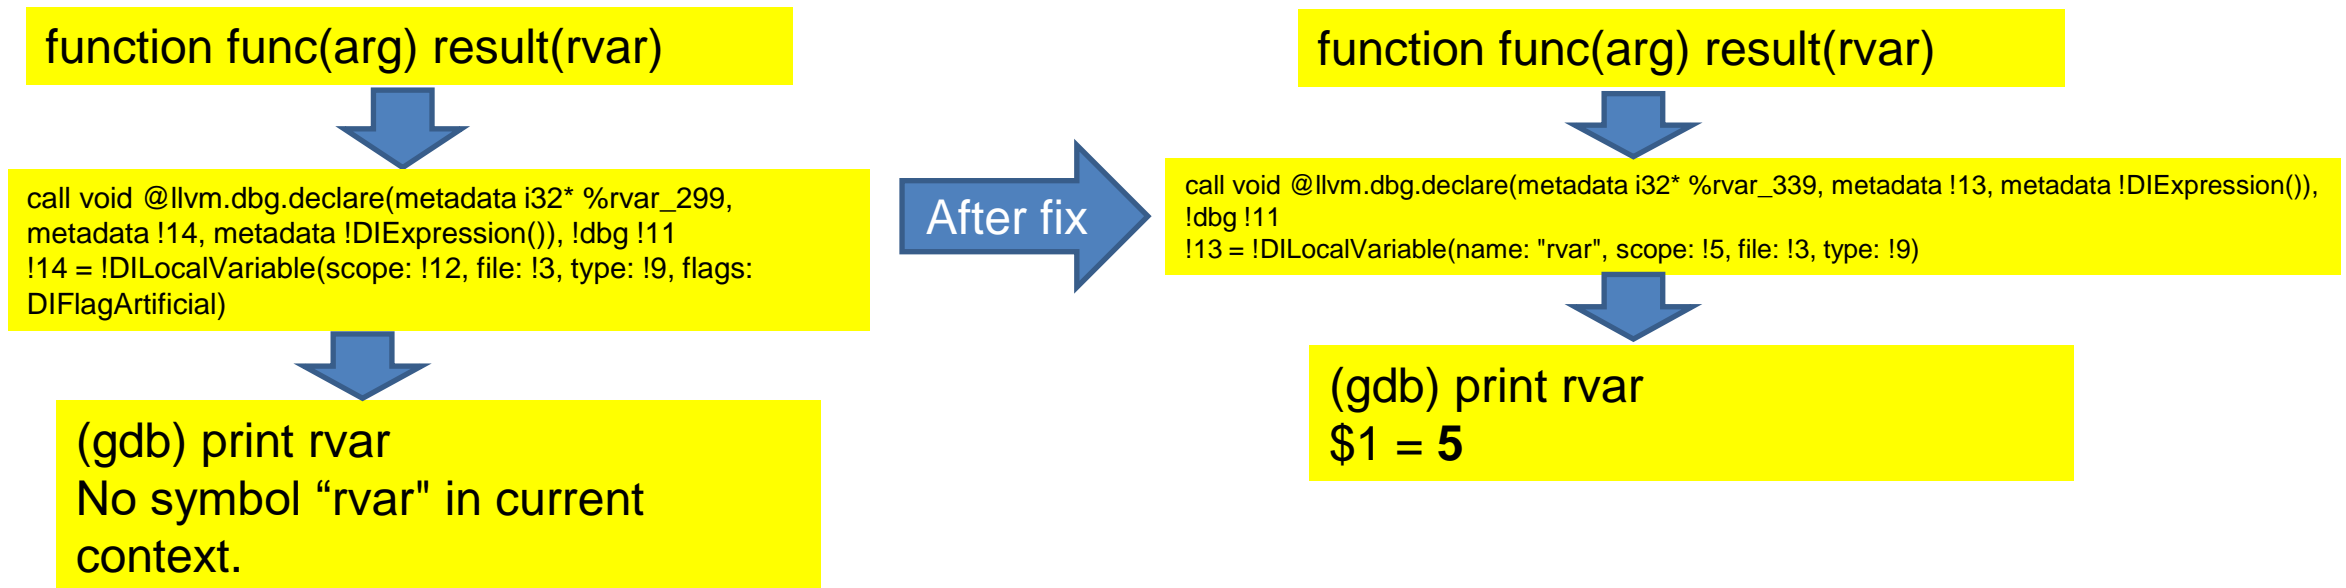 function func(arg) result(rvar)
call void @llvm.dbg.declare(metadata i32* %rvar_299,
metadata !14, metadata !DIExpression()), !dbg !11
!14 = !DILocalVariable(scope: !12, file: !3, type: !9, flags:
DIFlagArtificial)
(gdb) print rvar
No symbol “rvar" in current
context.
After fix
function func(arg) result(rvar)
call void @llvm.dbg.declare(metadata i32* %rvar_339, metadata !13, metadata !DIExpression()),
!dbg !11
!13 = !DILocalVariable(name: "rvar", scope: !5, file: !3, type: !9)
(gdb) print rvar
$1 = 5